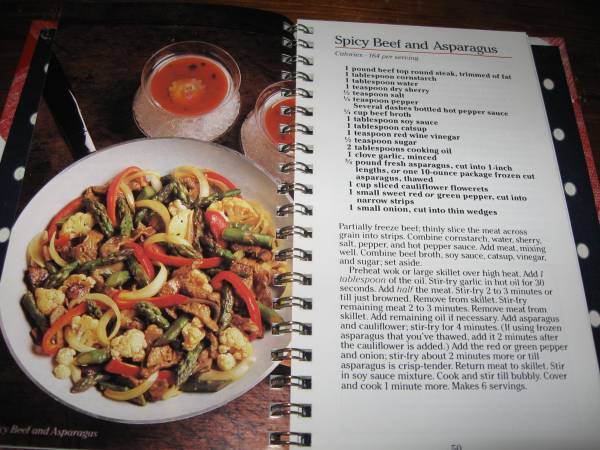 Spicy Beef and Asparagus
Calories · 164 per serving
1 pound beef top round steak, trimmed of fat
1 tablespoon cornstarch
1 tablespoon water
1 teaspoon dry sherry
½ teaspoon salt
¼ teaspoon pepper
Several dashes bottled hot pepper sauce
½ cup beef broth
1 tablespoon soy sauce
1 tablespoon catsup
1 teaspoon red wine vinegar
½ teaspoon sugar
2 tablespoons cooking oil
1 clove garlic, minced
¾ pound fresh asparagus, cut into 1-inch
lengths, or one 10-ounce package frozen cut
asparagus, thawed
1 cup sliced cauliflower flowerets
1 small sweet red or green pepper, cut into
narrow strips
1 small onion, cut into thin wedges
Partially freeze beef; thinly slice the meat across
grain into strips. Combine cornstarch, water, sherry,
salt, pepper, and hot pepper sauce. Add meat, mixing
well. Combine beef broth, soy sauce, catsup, vinegar,
and sugar; set aside.
Preheat wok or large skillet over high heat. Add 1
tablespoon of the oil. Stir-fry garlic in hot oil for 30
seconds. Add half the meat. Stir-fry 2 to 3 minutes or
till just browned. Remove from skillet. Stir-fry
remaining meat 2 to 3 minutes. Remove meat from
skillet. Add remaining oil if necessary. Add asparagus
and cauliflower; stir-fry for 4 minutes. (If using frozen
asparagus that you've thawed, add it 2 minutes after
the cauliflower is added.) Add the red or green pepper
and onion; stir-fry about 2 minutes more or till
asparagus is crisp-tender. Return meat to skillet. Stir
in soy sauce mixture. Cook and stir till bubbly. Cover
and cook 1 minute more. Makes 6 servings.
cy Beef and Asparagus